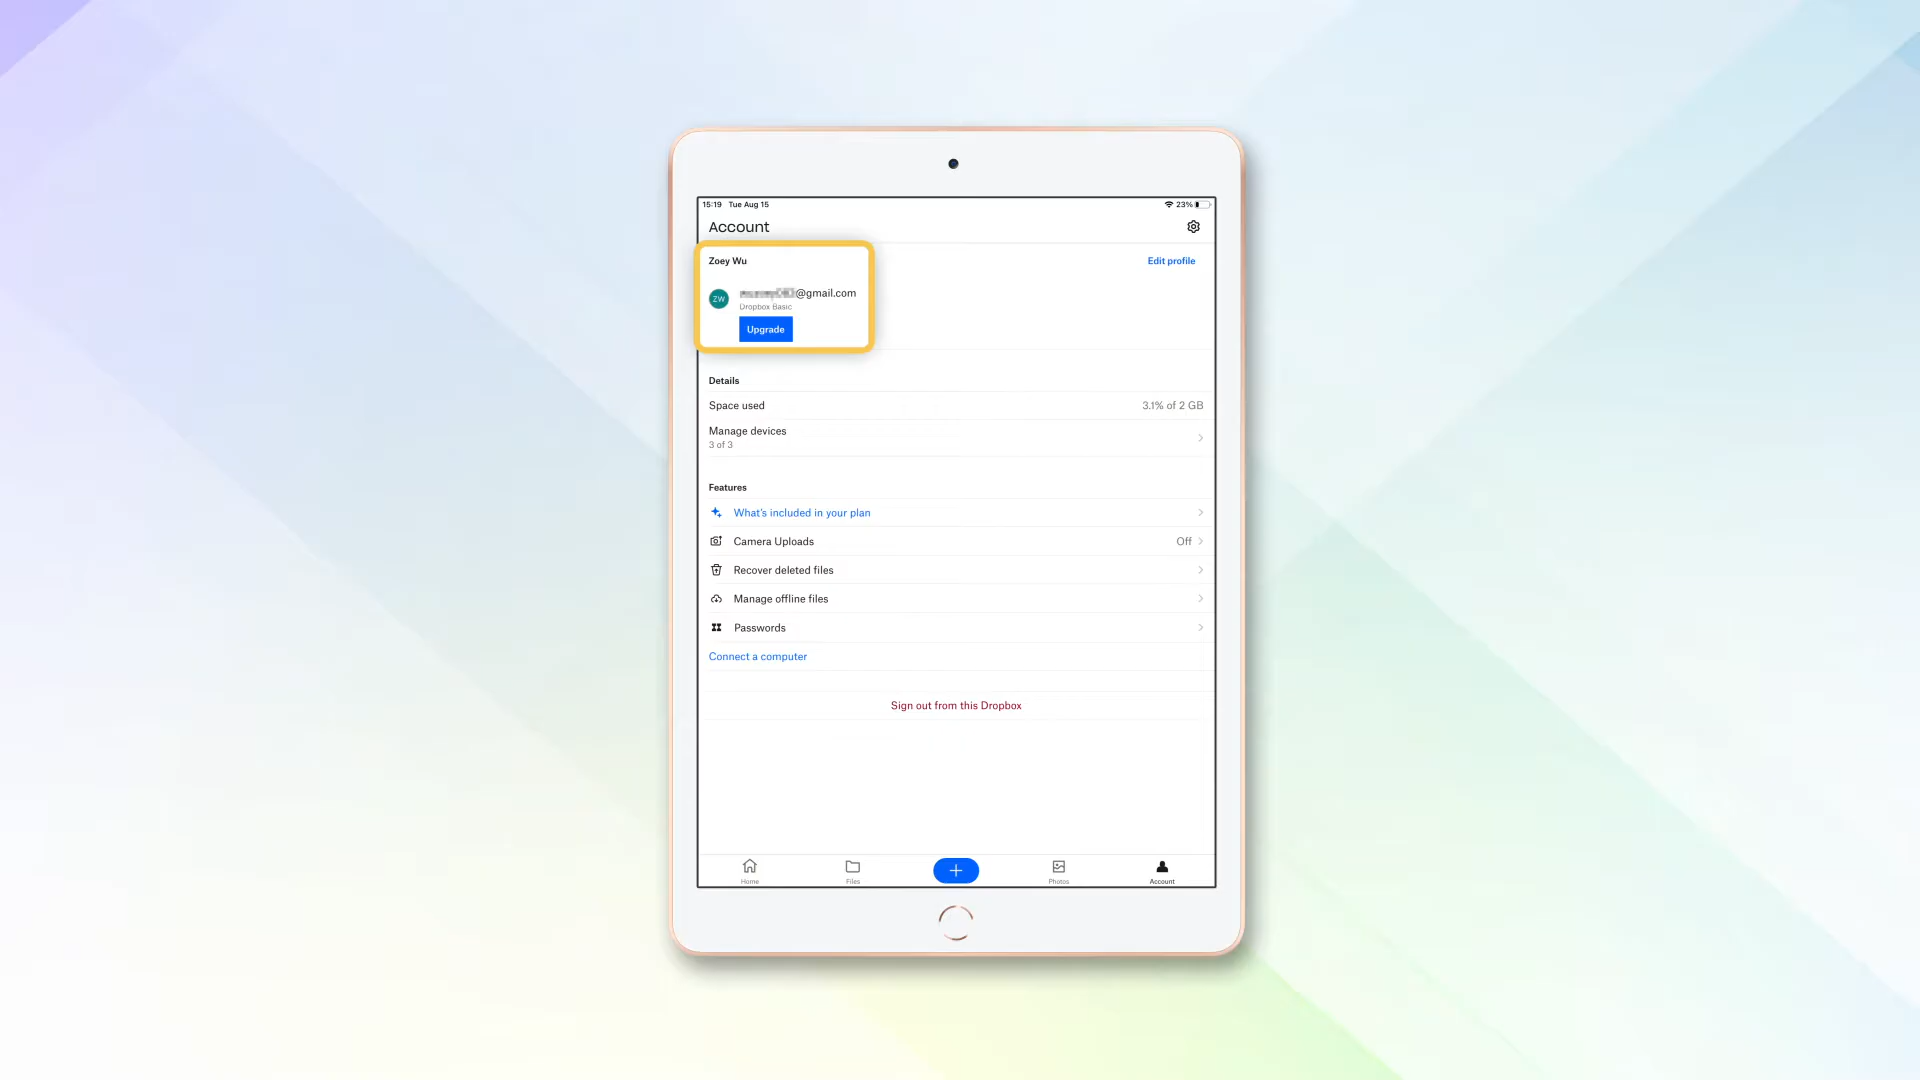 15:19 Tue Aug 15
23%
Account
Zoey Wu
Edit profile
ZW
@gmail.com
Dropbox Basic
Upgrade
Details
Space used
3.1% of 2 GB
Manage devices
3 of 3
Features
What's included in your plan
Camera Uploads
Off
Recover deleted files
Manage offline files
Passwords
Connect a computer
Sign out from this Dropbox
Home
Files
Photos
Account